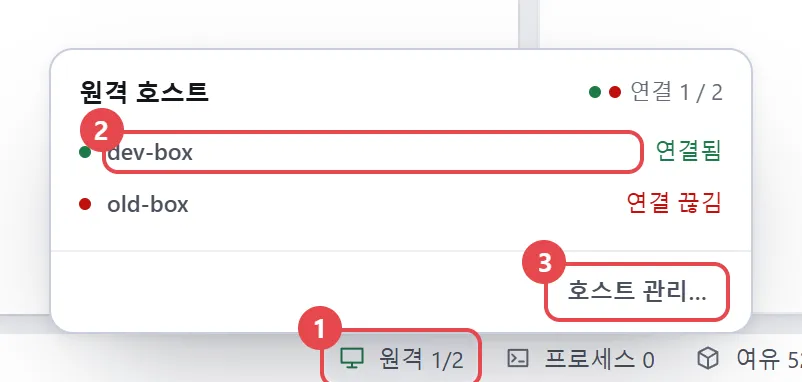 원격 호스트
연결 1 / 2
2
dev-box
연결됨
old-box
연결 끊김
3
호스트 관리...
1
원격 1/2
프로세스 0
여유